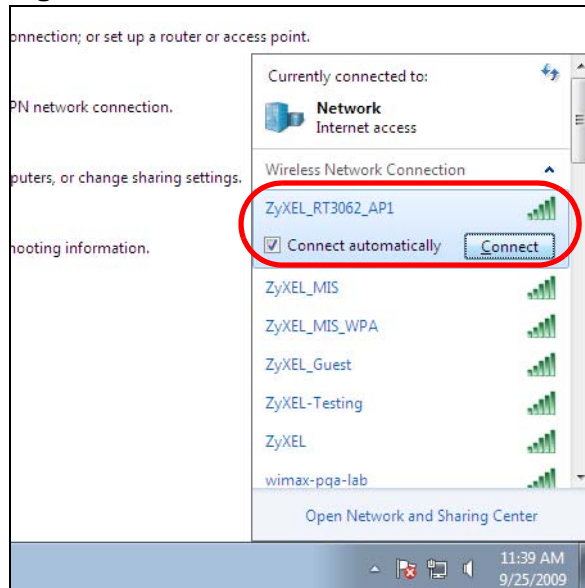 onnection; or set up a router or access point.
Currently connected to:
Network
Internet access
PN network connection.
Wireless Network Connection
puters, or change sharing settings.
ZyXEL_RT3062_AP1
Connect automatically Connect
hooting information.
ZyXEL_MIS
ZyXEL_MIS_WPA
ZyXEL_Guest
ZyXEL-Testing
ZyXEL
wimax-pqa-lab
Open Network and Sharing Center
11:39 AM
9/25/2009